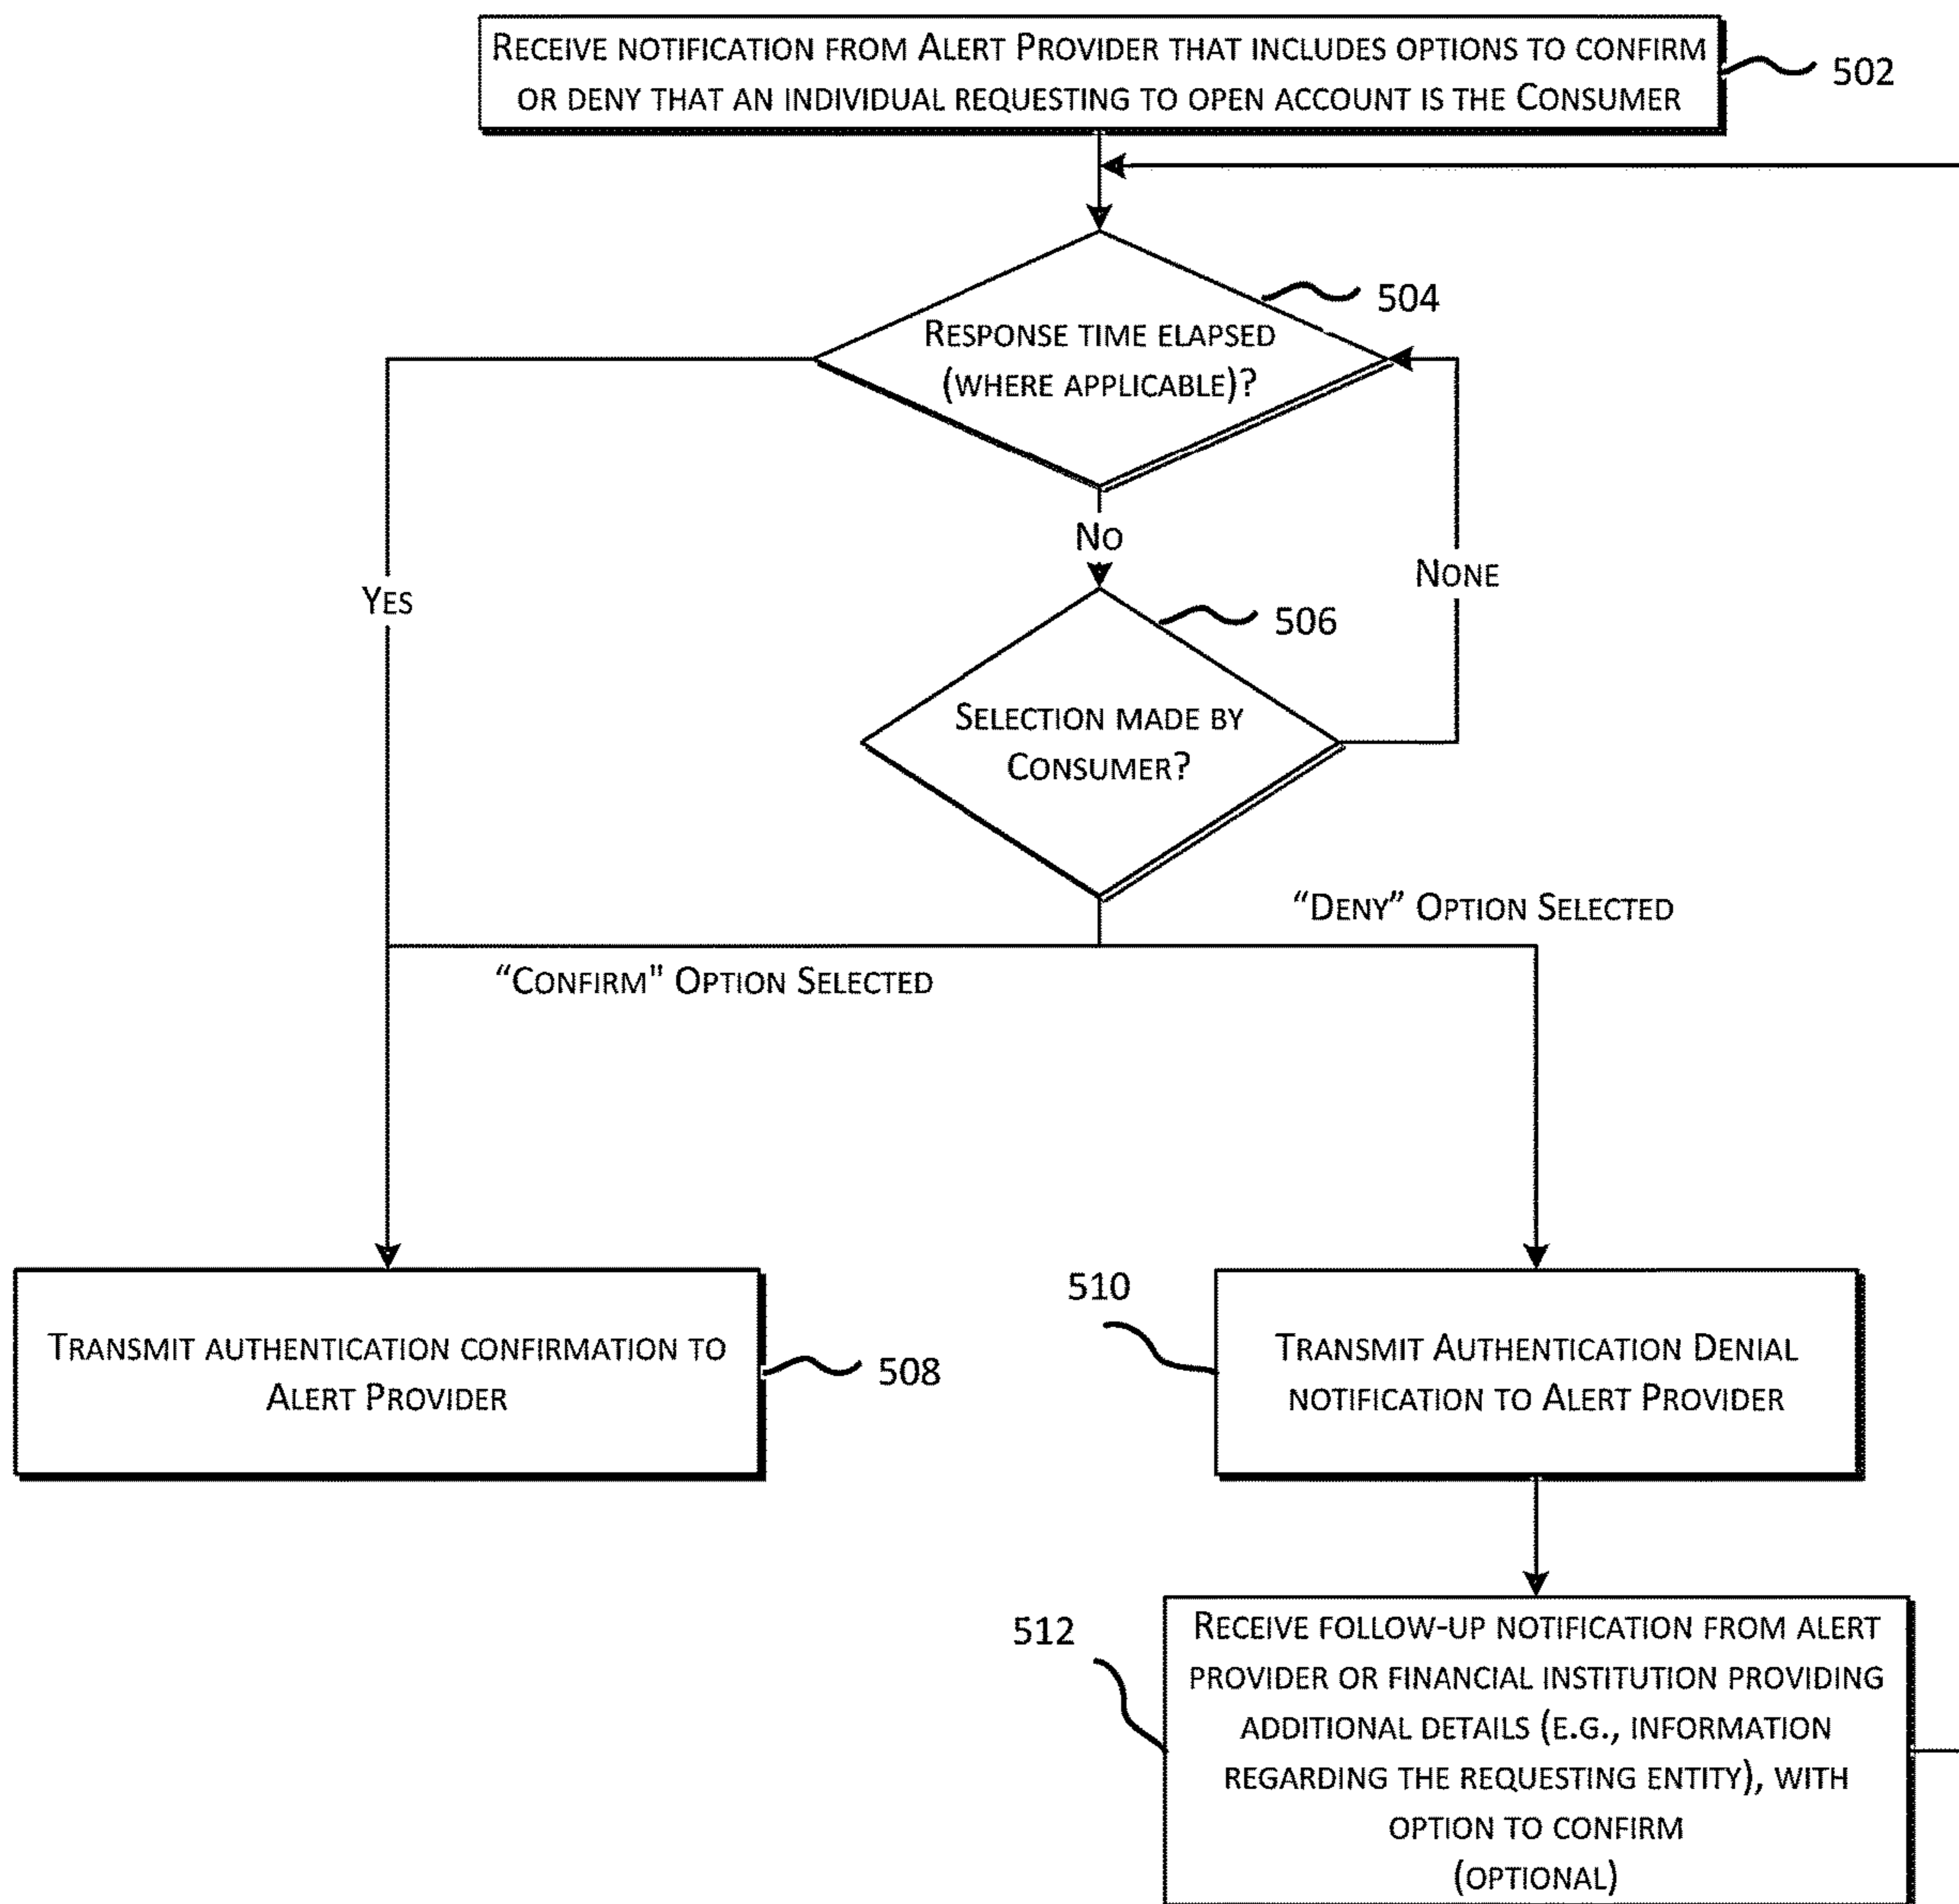 RECEIVE NOTIFICATION FROM ALERT PROVIDER THAT INCLUDES OPTIONS TO CONFIRM
OR DENY THAT AN INDIVIDUAL REQUESTING TO OPEN ACCOUNT IS THE CONSUMER
502
504
RESPONSE TIME ELAPSED
(WHERE APPLICABLE)?
NO
NONE
YES
506
SELECTION MADE BY
CONSUMER?
“DENY” OPTION SELECTED
“CONFIRM" OPTION SELECTED
TRANSMIT AUTHENTICATION CONFIRMATION TO
ALERT PROVIDER
508
510
TRANSMIT AUTHENTICATION DENIAL
NOTIFICATION TO ALERT PROVIDER
512
RECEIVE FOLLOW-UP NOTIFICATION FROM ALERT
PROVIDER OR FINANCIAL INSTITUTION PROVIDING
ADDITIONAL DETAILS (E.G., INFORMATION
REGARDING THE REQUESTING ENTITY), WITH
OPTION TO CONFIRM
(OPTIONAL)